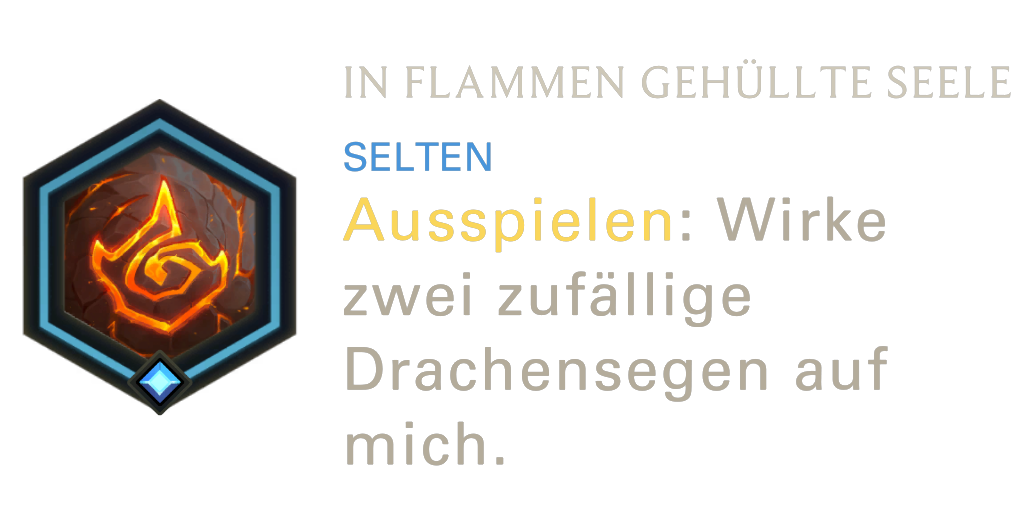 IN FLAMMEN GEHÜLLTE SEELE
SELTEN
Ausspielen: Wirke
zwei zufällige
Drachensegen auf
mich.